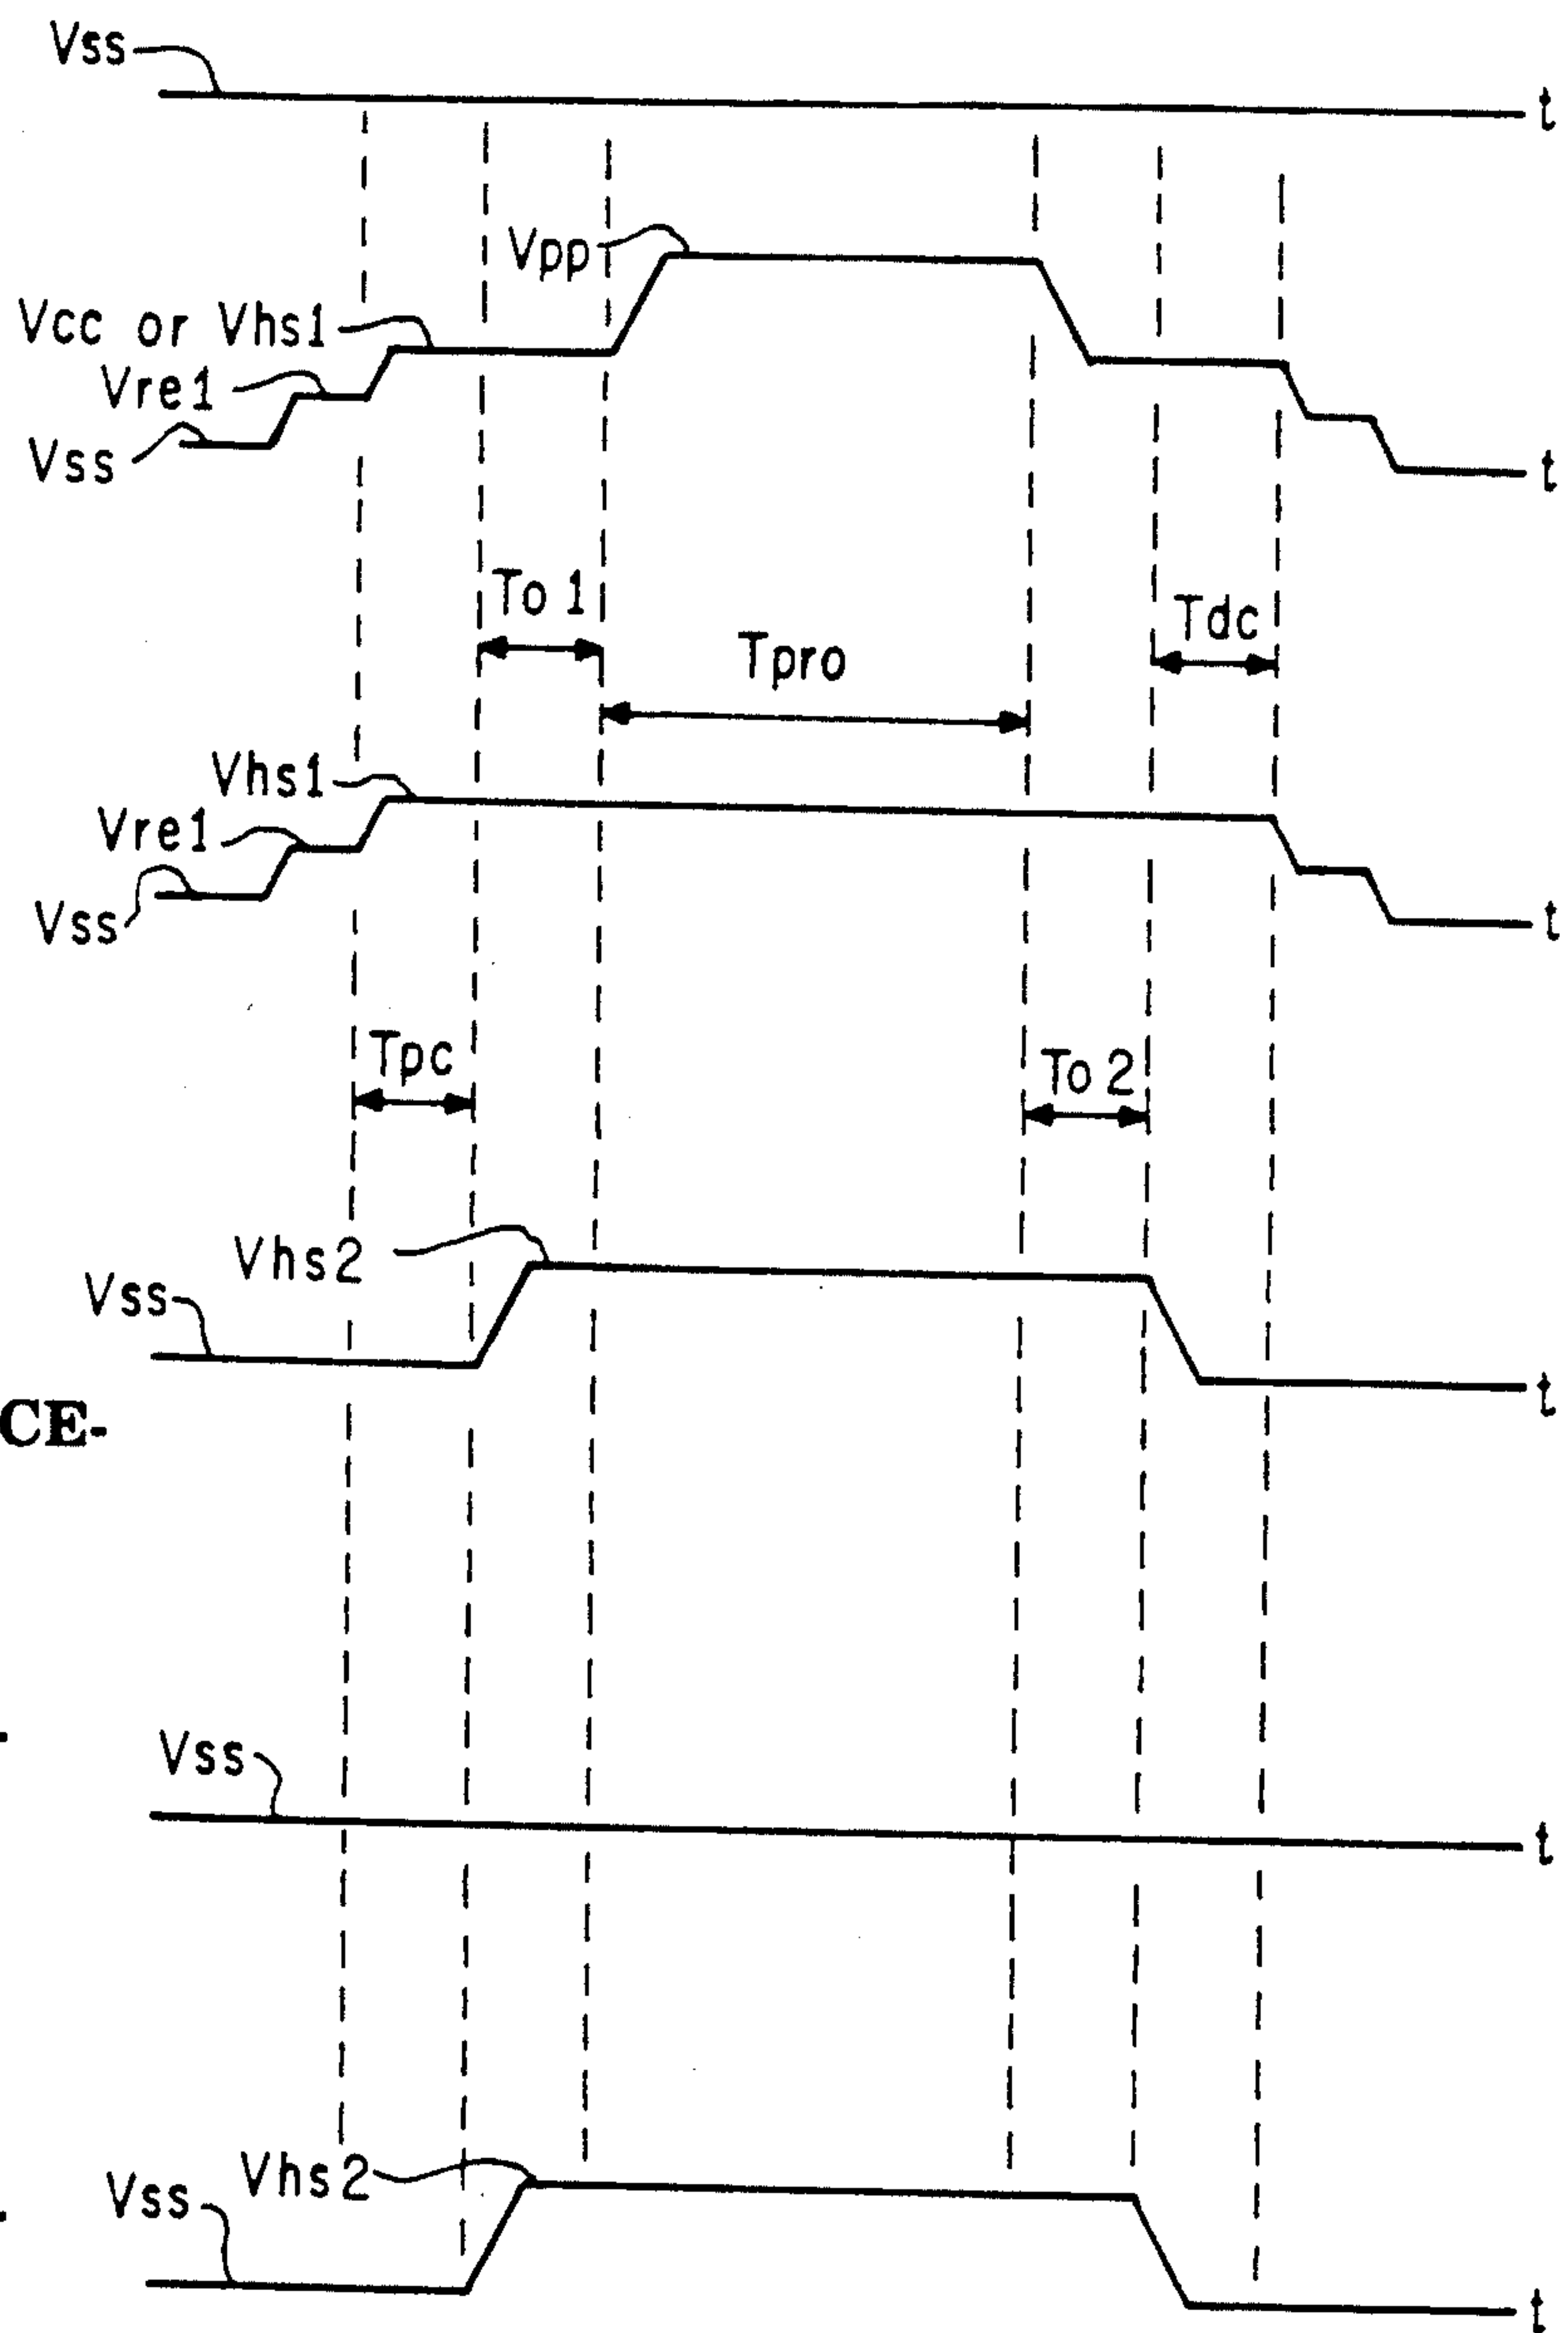 Vss
t
Vpp
Vcc or Vhs1
Vre1
Vss
t
To 1
Tpro
Tdc
Vhs1
Vre1
Vss
t
Tpc
To 2
Vhs2
Vss
t
CE-
Vss
t
Vhs2
Vss
t